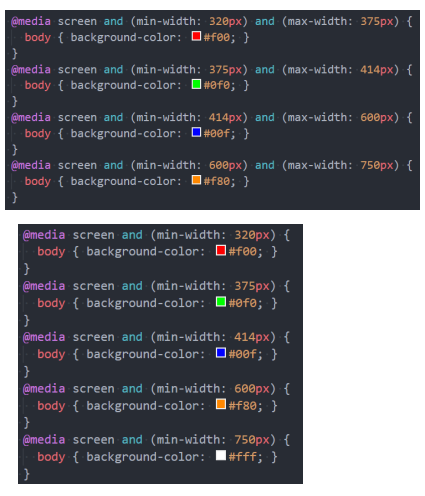 @media screen and (min-width: 320px) and (max-width: 375px) {
body { background-color: #f00; }
}
@media screen and (min-width: 375px) and (max-width: 414px) {
body { background-color: #0f0; }
}
@media screen and (min-width: 414px) and (max-width: 600px) {
body { background-color: #00f; }
}
@media screen and (min-width: 600px) and (max-width: 750px) {
body { background-color: #f80; }
}
@media screen and (min-width: 320px) {
body { background-color: #f00; }
}
@media screen and (min-width: 375px) {
body { background-color: #0f0; }
}
@media screen and (min-width: 414px) {
body { background-color: #00f; }
}
@media screen and (min-width: 600px) {
body { background-color: #f80; }
}
@media screen and (min-width: 750px) {
body { background-color: #fff; }
}